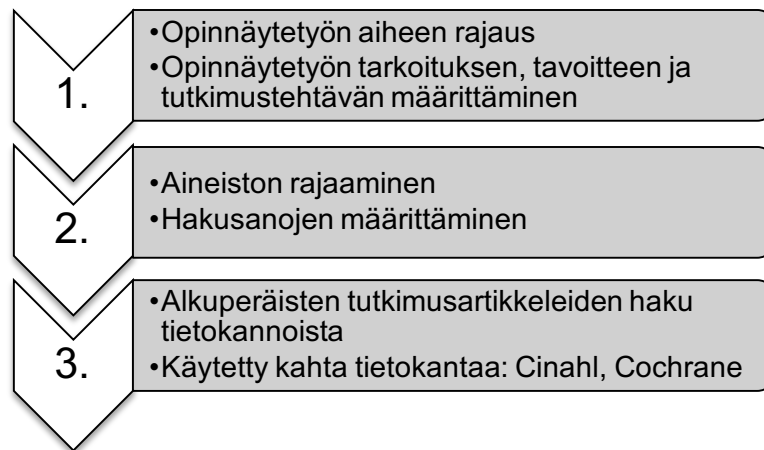 1.
•Opinnäytetyön aiheen rajaus
•Opinnäytetyön tarkoituksen, tavoitteen ja
tutkimustehtävän määrittäminen
2.
•Aineiston rajaaminen
•Hakusanojen määrittäminen
3.
•Alkuperäisten tutkimusartikkeleiden haku
tietokannoista
•Käytetty kahta tietokantaa: Cinahl, Cochrane